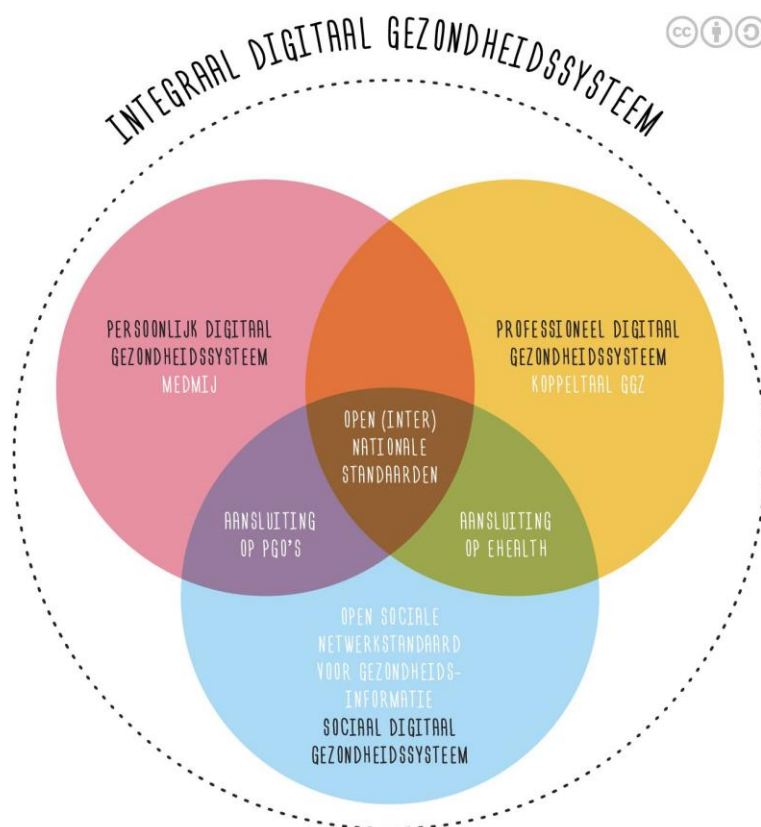 INTEGRAAL DIGITAAL GEZONDHEIDSSYSTEEM
cc
PERSOONLIJK DIGITAAL
GEZONDHEIDSSYSTEEM
MEDMIJ
PROFESSIONEEL DIGITAAL
GEZONDHEIDSSYSTEEM
KOPPELTAAL GGZ
OPEN (INTER)
NATIONALE
STANDAARDEN
AANSLUITING
OP PGO'S
AANSLUITING
OP EHEALTH
OPEN SOCIALE
NETWERKSTANDAARD
VOOR GEZONDHEIDS-
INFORMATIE
SOCIAAL DIGITAAL
GEZONDHEIDSSYSTEEM